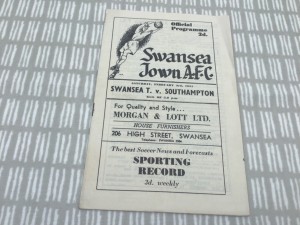 Official
Programme
2d.
Swansea
Town A.F.C
SWANSEA T. v. SOUTHAMPTON
For Quality and Style...
MORGAN & LOTT LTD.
HOUSE FURNISHERS
206 HIGH STREET, SWANSEA
The best Soccer News and Forecasts
SPORTING
RECORD
3d. weekly